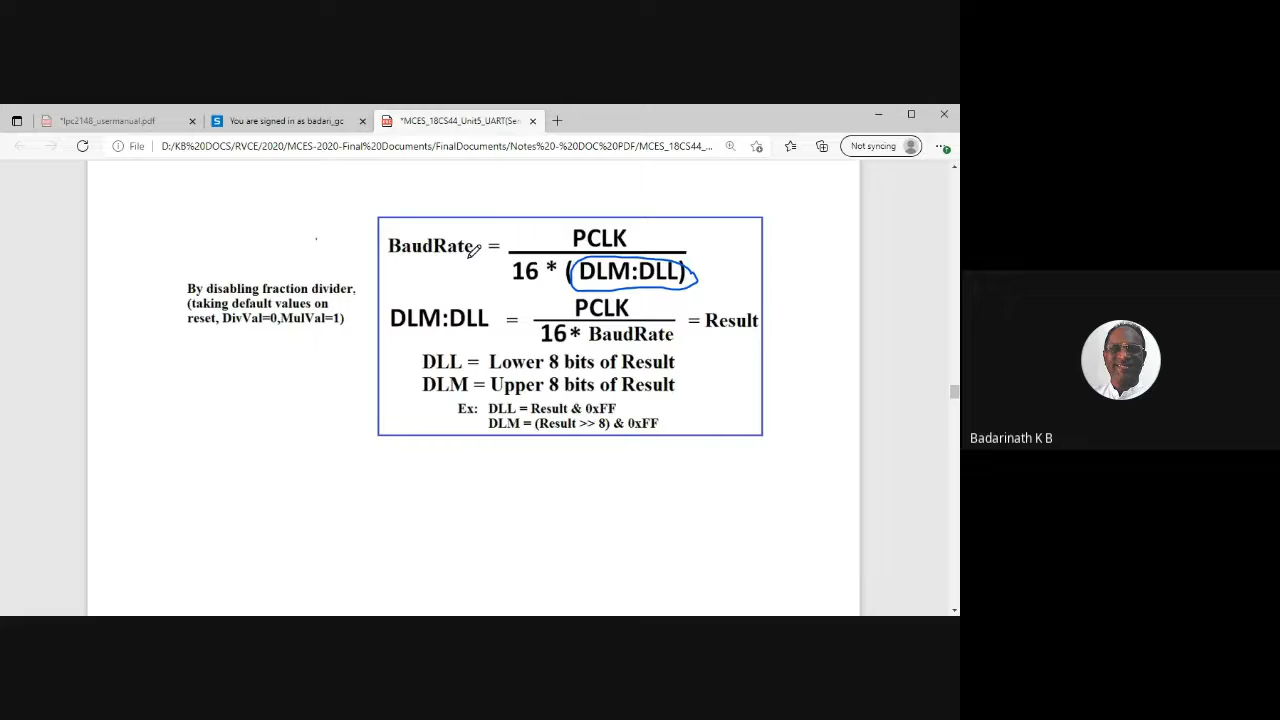 *lpc2148_usermanual.pdf
You are signed in as badari_gc
*MCES_18CS44_Unit5_UART(Ser
File
D:/KB%20DOCS/RVCE/2020/MCES-2020-Final%20Documents/FinalDocuments/Notes%20-%20DOC%20PDF/MCES_18CS44_...
Not syncing
BaudRate = PCLK
16 * (DLM:DLL)
By disabling fraction divider,
(taking default values on
reset, DivVal=0,MulVal=1)
DLM:DLL = PCLK
16* BaudRate = Result
DLL = Lower 8 bits of Result
DLM = Upper 8 bits of Result
Ex: DLL = Result & 0xFF
DLM = (Result >> 8) & 0xFF
Badarinath K B